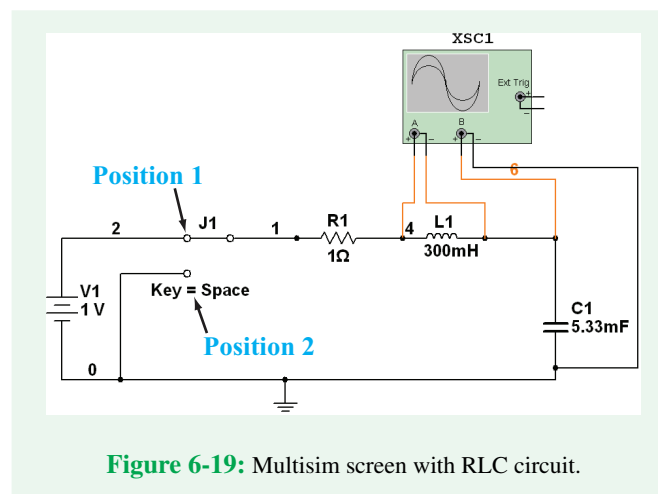 XSC1
Ext Trig
+
–
A
B
+ –
+ –
6
Position 1
2
J1
1
R1
4
L1
1Ω
300mH
Key = Space
V1
1 V
Position 2
C1
5.33mF
0
Figure 6-19: Multisim screen with RLC circuit.